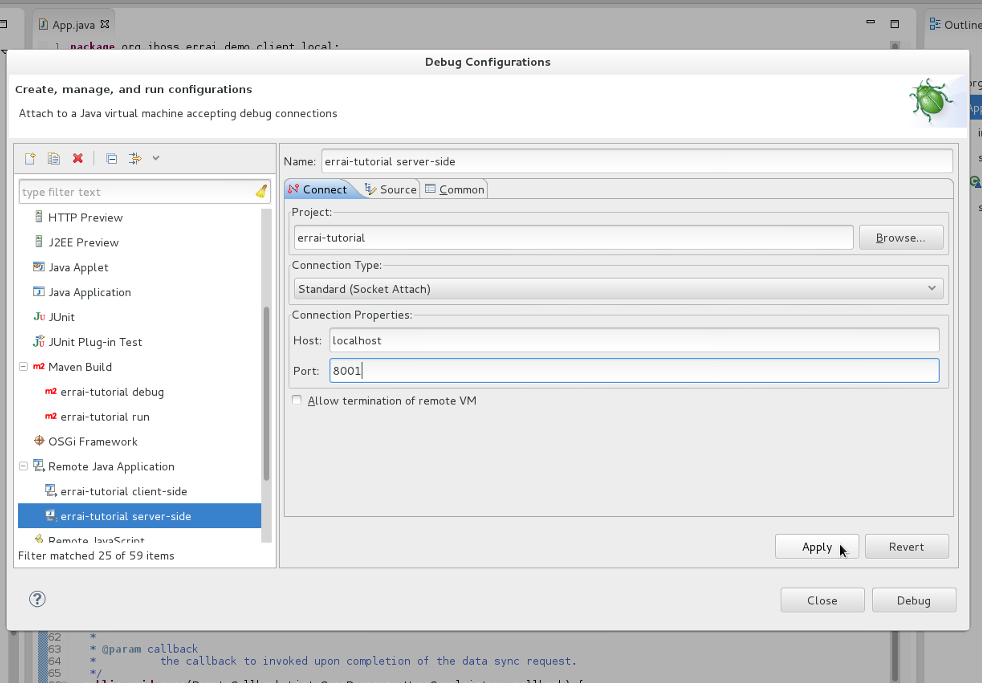 App.java
Outline
1 package org.jboss.errai.demo.client.local;
Debug Configurations
Create, manage, and run configurations
Attach to a Java virtual machine accepting debug connections
type filter text
HTTP Preview
J2EE Preview
Java Applet
Java Application
JUnit
JUnit Plug-in Test
Maven Build
m2 errai-tutorial debug
m2 errai-tutorial run
OSGi Framework
Remote Java Application
errai-tutorial client-side
errai-tutorial server-side
Remote JavaScript
Filter matched 25 of 59 items
Name: errai-tutorial server-side
Connect Source Common
Project:
errai-tutorial Browse...
Connection Type:
Standard (Socket Attach)
Connection Properties:
Host: localhost
Port: 8001
Allow termination of remote VM
Apply Revert
? Close Debug
62 *
63 * @param callback
64 * the callback to invoked upon completion of the data sync request.
65 */